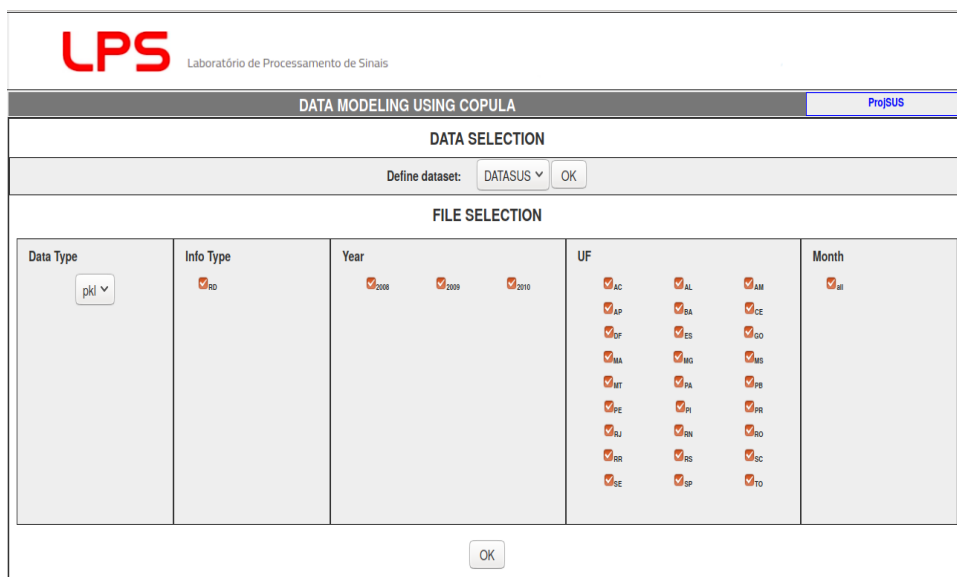 LPS Laboratório de Processamento de Sinais
DATA MODELING USING COPULA
ProjSUS
DATA SELECTION
Define dataset: DATASUS OK
FILE SELECTION
Data Type Info Type Year UF Month
pkl RD 2008 2009 2010 AC AL AM all
AP BA CE
DF ES GO
MA MG MS
MT PA PB
PE PI PR
RJ RN RO
RR RS SC
SE SP TO
OK